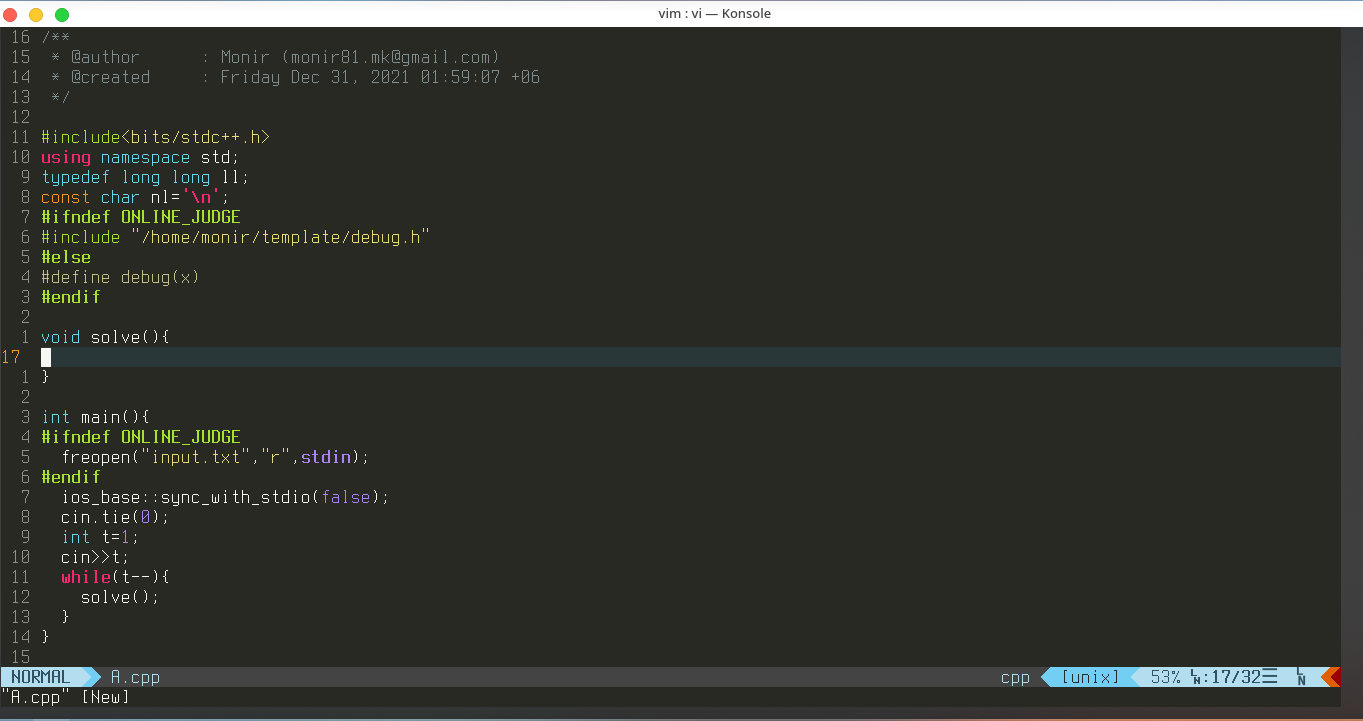 vim : vi — Konsole
16 /**
15  * @author      : Monir (monir81.mk@gmail.com)
14  * @created     : Friday Dec 31, 2021 01:59:07 +06
13  */
12
11 #include<bits/stdc++.h>
10 using namespace std;
9 typedef long long ll;
8 const char nl='\n';
7 #ifndef ONLINE_JUDGE
6 #include "/home/monir/template/debug.h"
5 #else
4 #define debug(x)
3 #endif
2
1 void solve(){
17
1 }
2
3 int main(){
4 #ifndef ONLINE_JUDGE
5   freopen("input.txt","r",stdin);
6 #endif
7   ios_base::sync_with_stdio(false);
8   cin.tie(0);
9   int t=1;
10   cin>>t;
11   while(t--){
12     solve();
13   }
14 }
15
NORMAL A.cpp cpp [unix] 53% LN:17/32☰ LN
"A.cpp" [New]